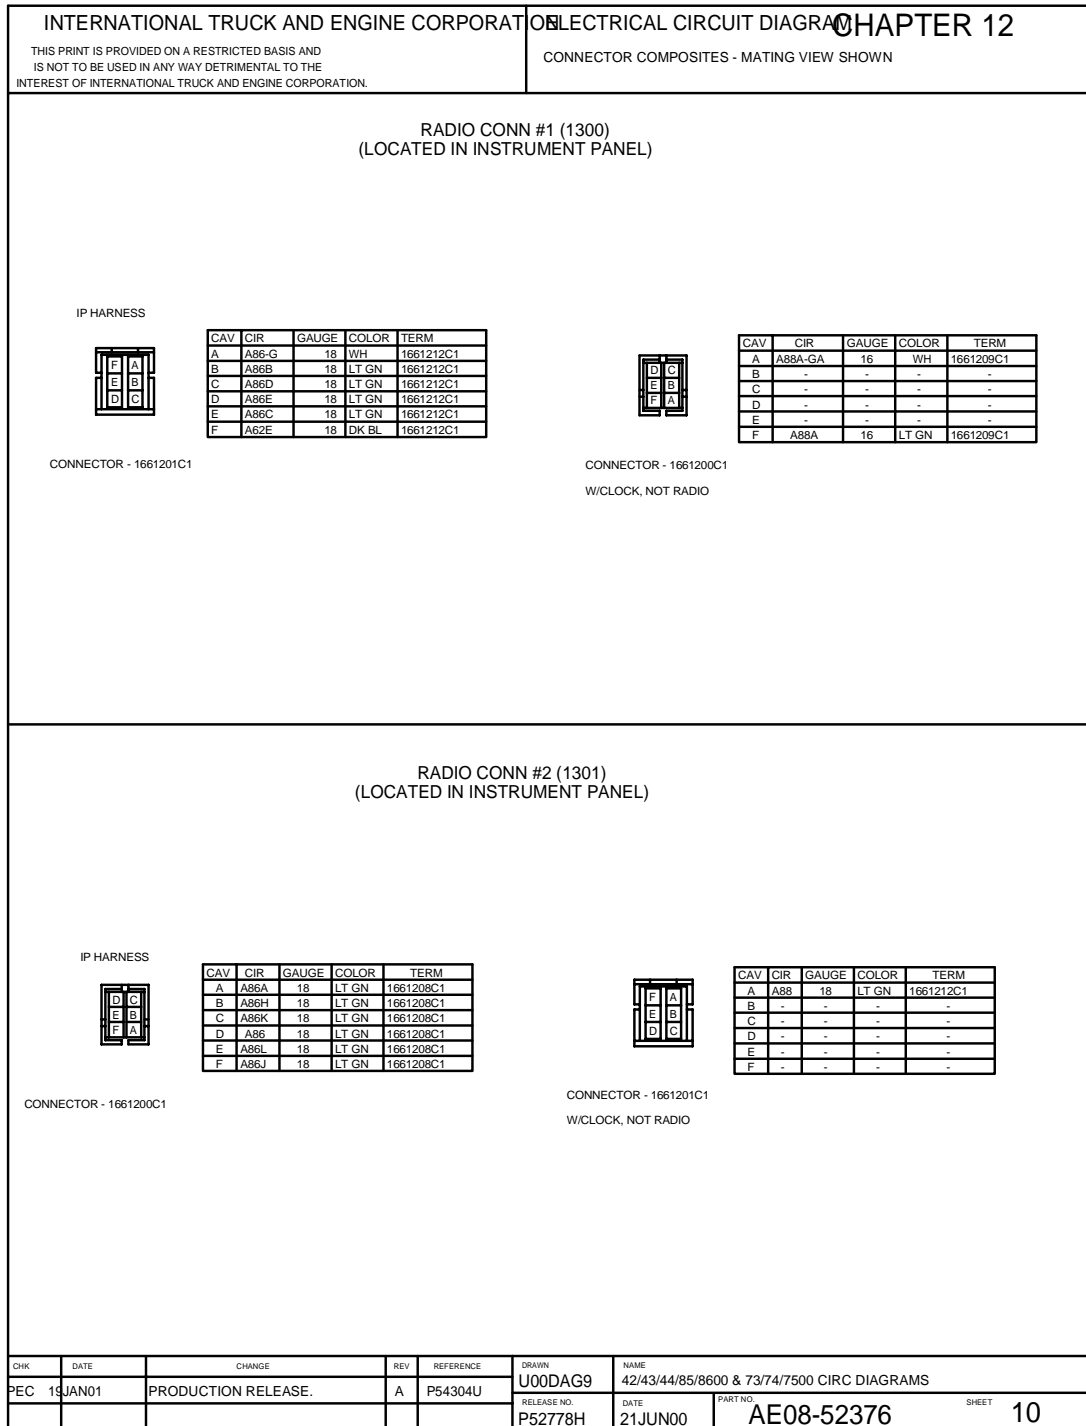 INTERNATIONAL TRUCK AND ENGINE CORPORATION
THIS PRINT IS PROVIDED ON A RESTRICTED BASIS AND
IS NOT TO BE USED IN ANY WAY DETRIMENTAL TO THE
INTEREST OF INTERNATIONAL TRUCK AND ENGINE CORPORATION.
ELECTRICAL CIRCUIT DIAGRAM
CHAPTER 12
CONNECTOR COMPOSITES - MATING VIEW SHOWN
RADIO CONN #1 (1300)
(LOCATED IN INSTRUMENT PANEL)
IP HARNESS
F A
E B
D C
CAV CIR GAUGE COLOR TERM
A A86-G 18 WH 1661212C1
B A86B 18 LT GN 1661212C1
C A86D 18 LT GN 1661212C1
D A86E 18 LT GN 1661212C1
E A86C 18 LT GN 1661212C1
F A62E 18 DK BL 1661212C1
CONNECTOR - 1661201C1
D C
E B
F A
CAV CIR GAUGE COLOR TERM
A A88A-GA 16 WH 1661209C1
B - - - -
C - - - -
D - - - -
E - - - -
F A88A 16 LT GN 1661209C1
CONNECTOR - 1661200C1
W/CLOCK, NOT RADIO
RADIO CONN #2 (1301)
(LOCATED IN INSTRUMENT PANEL)
IP HARNESS
D C
E B
F A
CAV CIR GAUGE COLOR TERM
A A86A 18 LT GN 1661208C1
B A86H 18 LT GN 1661208C1
C A86K 18 LT GN 1661208C1
D A86 18 LT GN 1661208C1
E A86L 18 LT GN 1661208C1
F A86J 18 LT GN 1661208C1
CONNECTOR - 1661200C1
F A
E B
D C
CAV CIR GAUGE COLOR TERM
A A88 18 LT GN 1661212C1
B - - - -
C - - - -
D - - - -
E - - - -
F - - - -
CONNECTOR - 1661201C1
W/CLOCK, NOT RADIO
CHK DATE CHANGE REV REFERENCE
PEC 19JAN01 PRODUCTION RELEASE. A P54304U
DRAWN
U00DAG9
NAME
42/43/44/85/8600 & 73/74/7500 CIRC DIAGRAMS
RELEASE NO.
P52778H
DATE
21JUN00
PART NO.
AE08-52376
SHEET 10